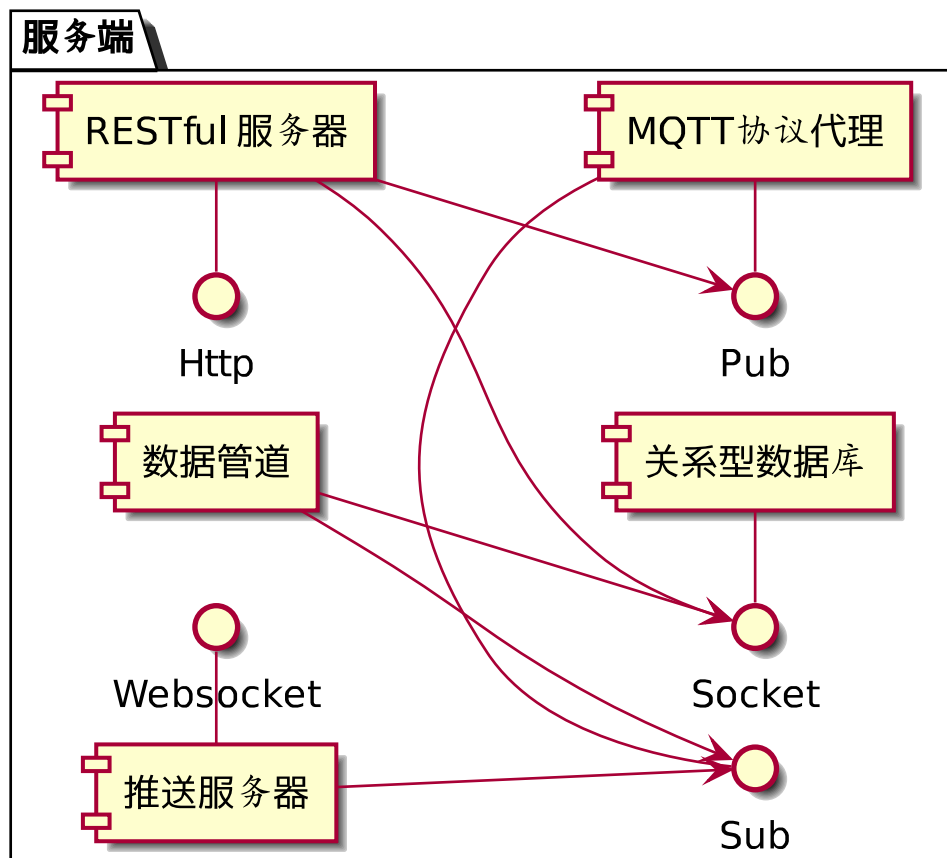 服务端
RESTful 服务器
MQTT协议代理
Http
Pub
数据管道
关系型数据库
Websocket
Socket
推送服务器
Sub